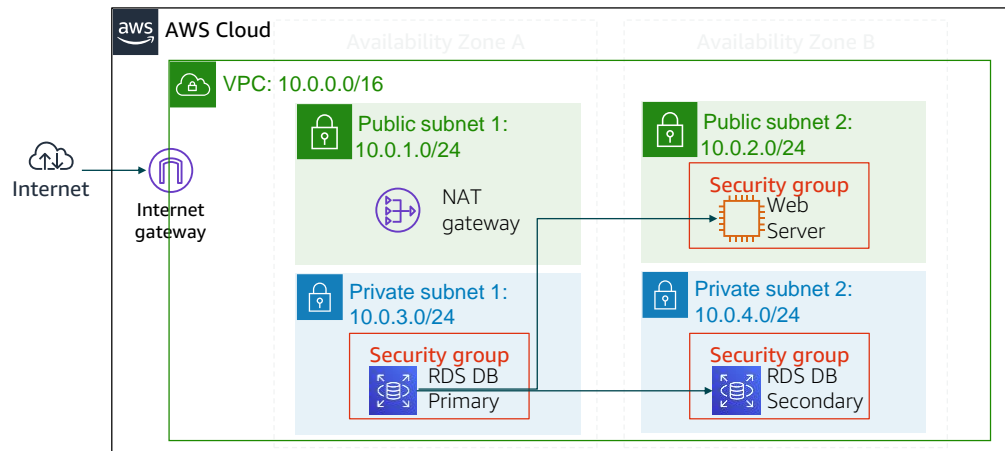 aws AWS Cloud
Availability Zone A
Availability Zone B
VPC: 10.0.0.0/16
Public subnet 1:
10.0.1.0/24
Public subnet 2:
10.0.2.0/24
Internet
Internet
gateway
NAT
gateway
Security group
Web
Server
Private subnet 1:
10.0.3.0/24
Private subnet 2:
10.0.4.0/24
Security group
RDS DB
Primary
Security group
RDS DB
Secondary